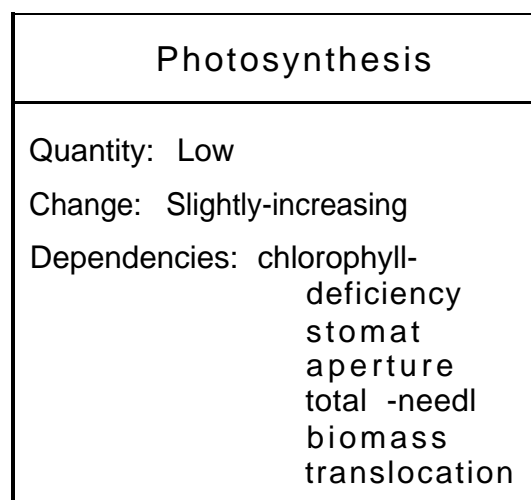 Photosynthesis
Quantity: Low
Change: Slightly-increasing
Dependencies: chlorophyll-
deficiency
stomat
aperture
total -needl
biomass
translocation